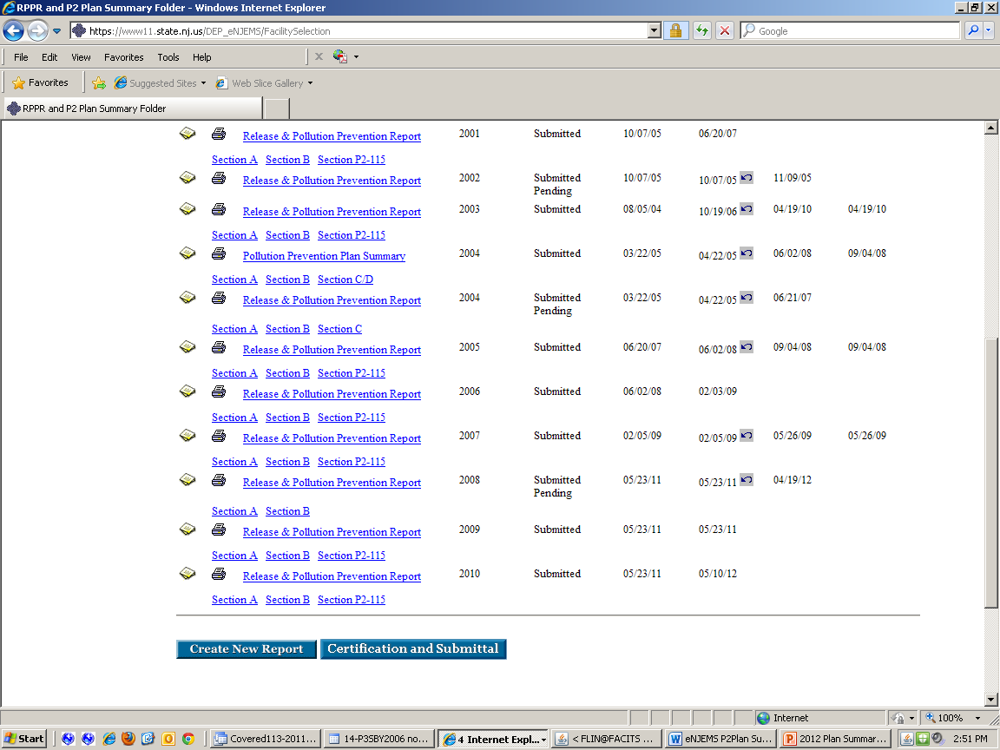 RPPR and P2 Plan Summary Folder - Windows Internet Explorer
https://www11.state.nj.us/DEP_eNJEMS/FacilitySelection
Google
File Edit View Favorites Tools Help
Favorites Suggested Sites Web Slice Gallery
RPPR and P2 Plan Summary Folder
Release & Pollution Prevention Report 2001 Submitted 10/07/05 06/20/07
Section A Section B Section P2-115
Release & Pollution Prevention Report 2002 Submitted 10/07/05 10/07/05 11/09/05
Pending
Release & Pollution Prevention Report 2003 Submitted 08/05/04 10/19/06 04/19/10 04/19/10
Section A Section B Section P2-115
Pollution Prevention Plan Summary 2004 Submitted 03/22/05 04/22/05 06/02/08 09/04/08
Section A Section B Section C/D
Release & Pollution Prevention Report 2004 Submitted 03/22/05 04/22/05 06/21/07
Pending
Section A Section B Section C
Release & Pollution Prevention Report 2005 Submitted 06/20/07 06/02/08 09/04/08 09/04/08
Section A Section B Section P2-115
Release & Pollution Prevention Report 2006 Submitted 06/02/08 02/03/09
Section A Section B Section P2-115
Release & Pollution Prevention Report 2007 Submitted 02/05/09 02/05/09 05/26/09 05/26/09
Section A Section B Section P2-115
Release & Pollution Prevention Report 2008 Submitted 05/23/11 05/23/11 04/19/12
Pending
Section A Section B
Release & Pollution Prevention Report 2009 Submitted 05/23/11 05/23/11
Section A Section B Section P2-115
Release & Pollution Prevention Report 2010 Submitted 05/23/11 05/10/12
Section A Section B Section P2-115
Create New Report Certification and Submittal
Internet 100%
Start Covered113-2011... 14-P3SBY2006 no... 4 Internet Expl... < FLIN@FACITS ... eNJEMS P2Plan Su... 2012 Plan Summar... 2:51 PM